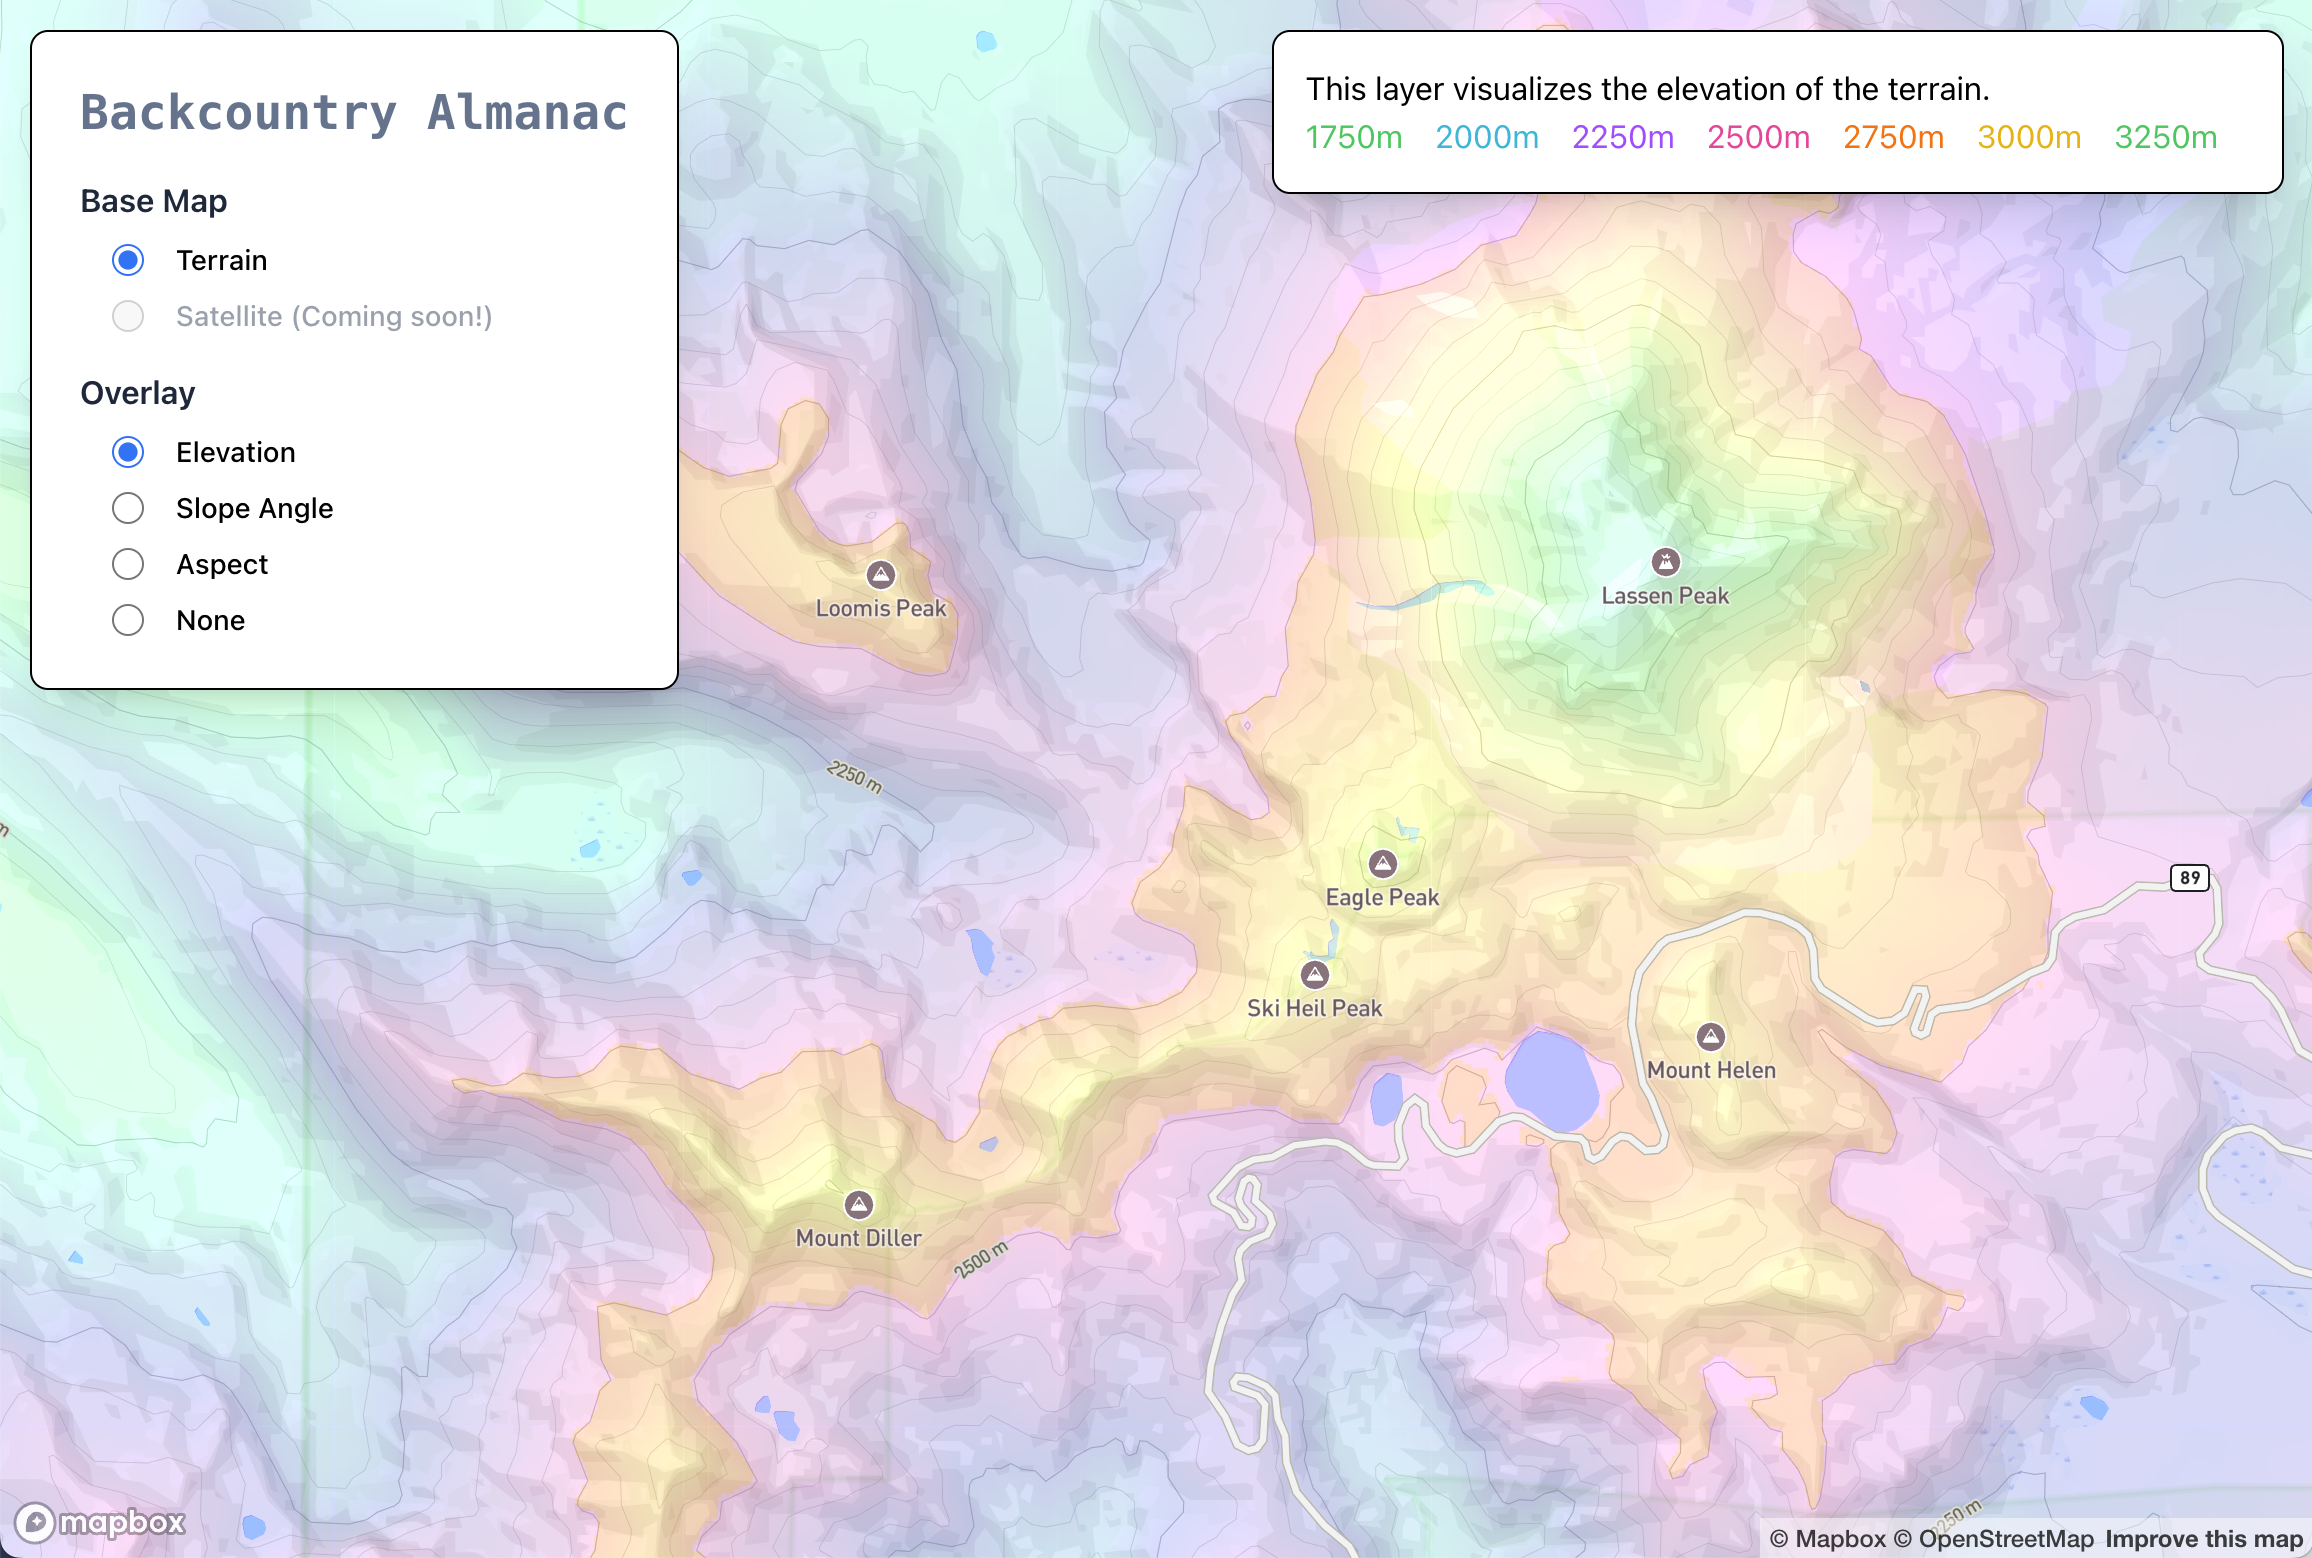 Backcountry Almanac
Base Map
Terrain
Satellite (Coming soon!)
Overlay
Elevation
Slope Angle
Aspect
None
This layer visualizes the elevation of the terrain.
1750m 2000m 2250m 2500m 2750m 3000m 3250m
Loomis Peak
Lassen Peak
2250 m
m
Eagle Peak
89
Ski Heil Peak
Mount Helen
Mount Diller
2500 m
2250 m
mapbox
© Mapbox © OpenStreetMap Improve this map